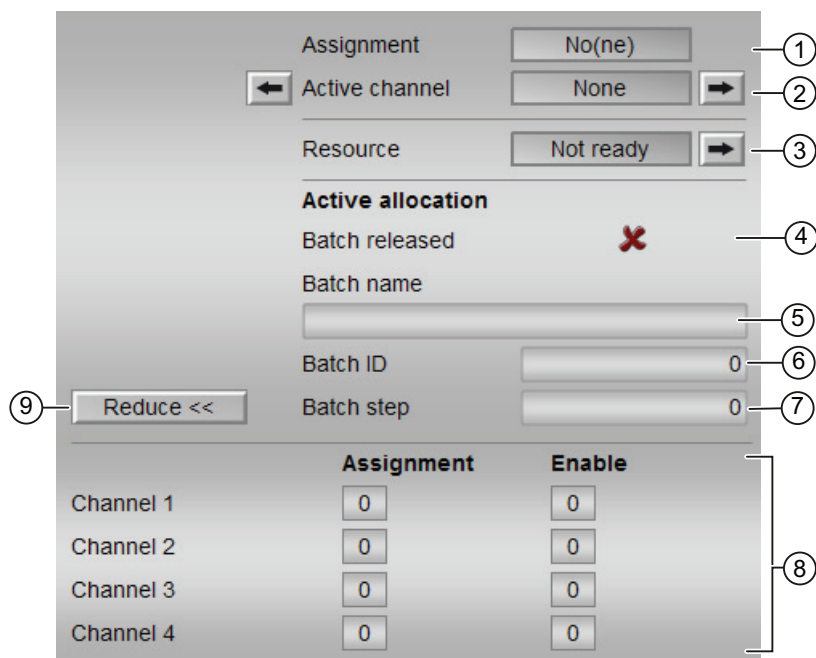 Assignment No(ne) 1
Active channel None 2
Resource Not ready 3
Active allocation
Batch released 4
Batch name
5
Batch ID 0 6
9 Reduce << Batch step 0 7
Assignment Enable
Channel 1 0 0
Channel 2 0 0
Channel 3 0 0 8
Channel 4 0 0